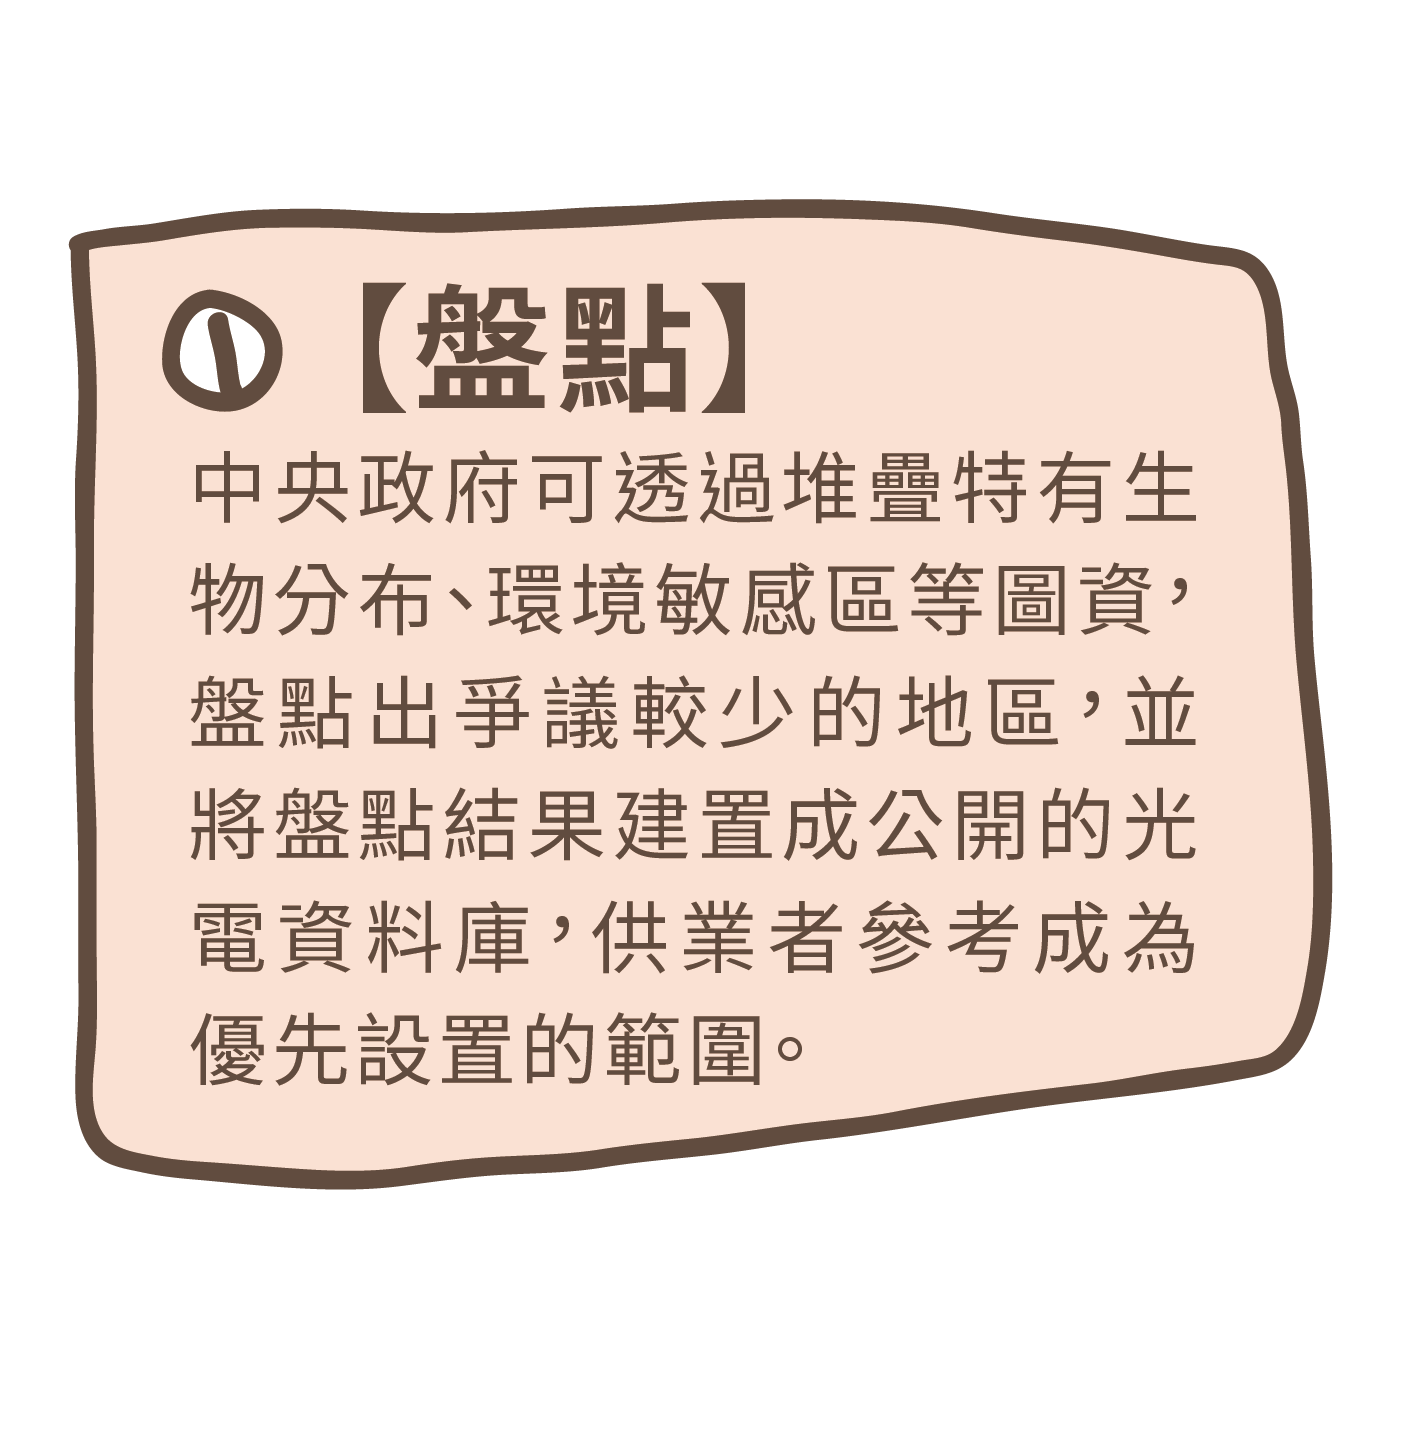 1【盤點】
中央政府可透過堆疊特有生
物分布、環境敏感區等圖資，
盤點出爭議較少的地區，並
將盤點結果建置成公開的光
電資料庫，供業者參考成為
優先設置的範圍。